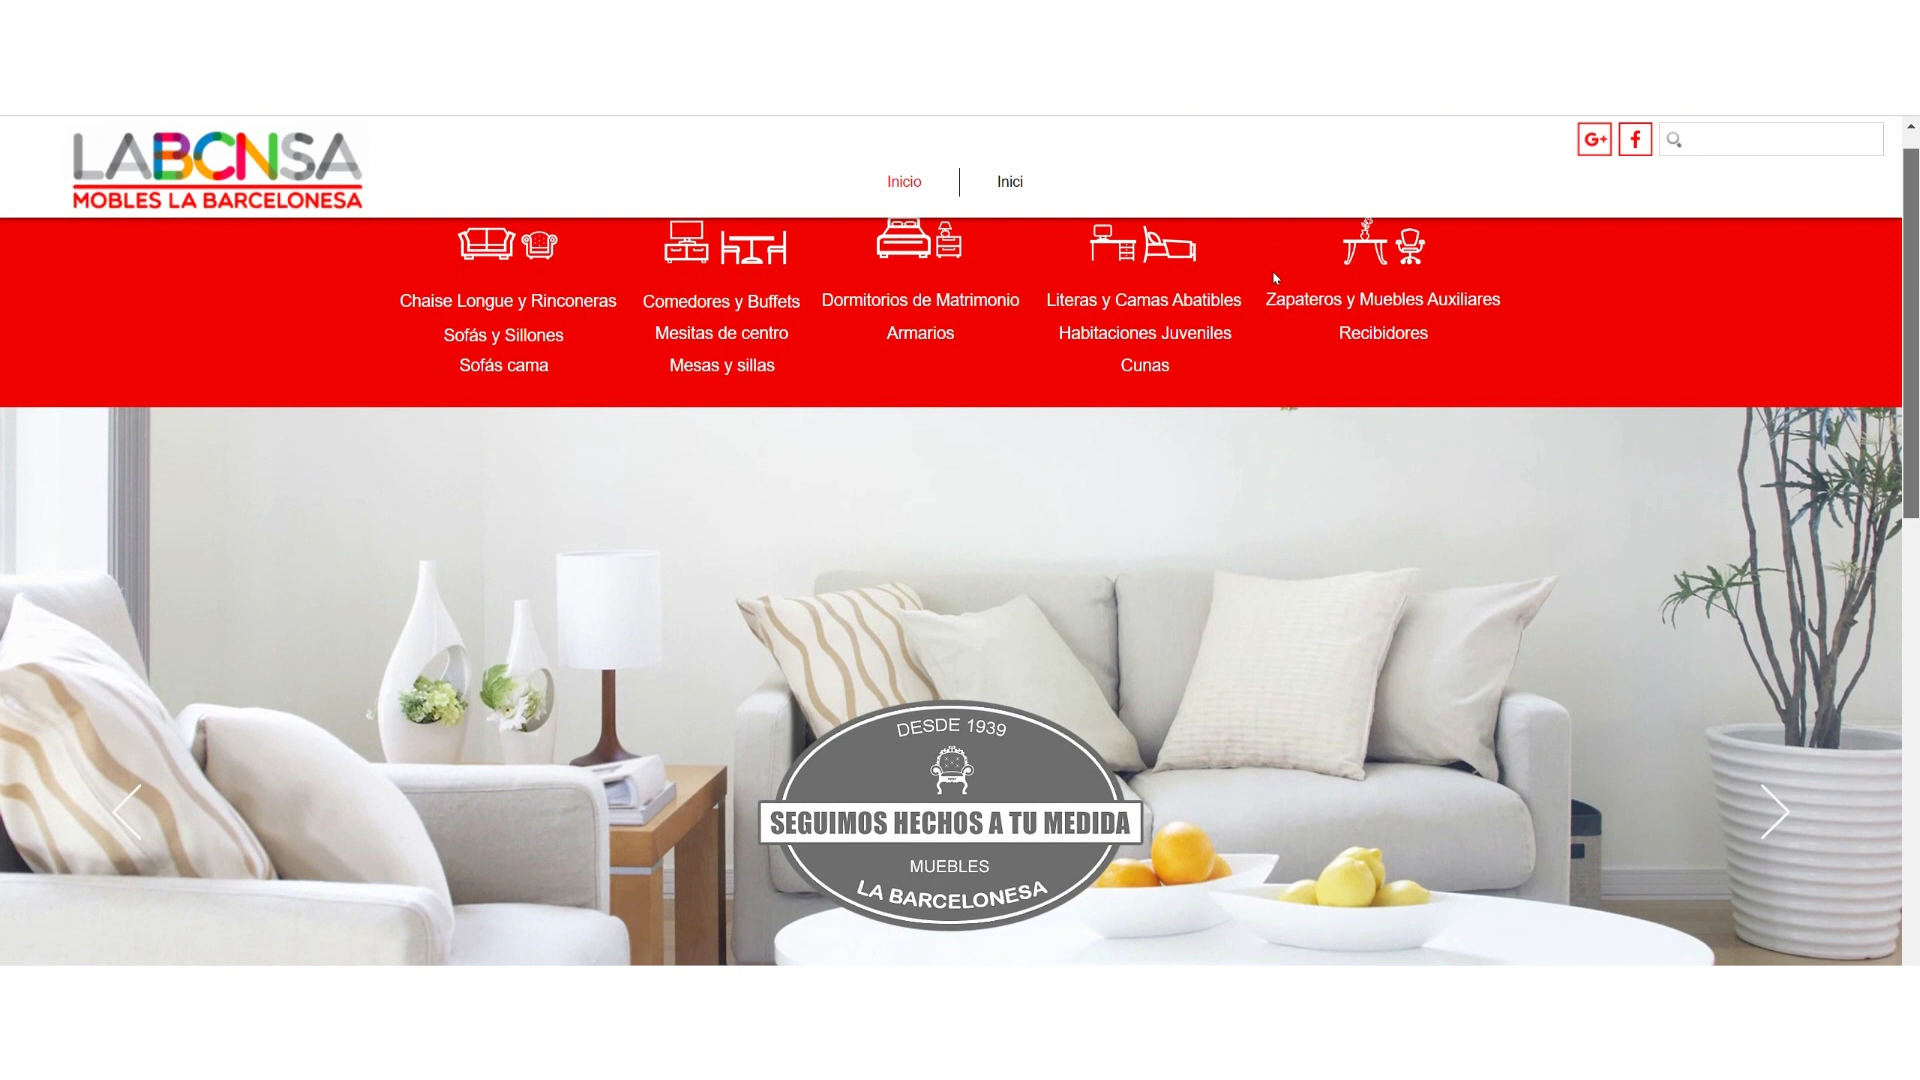 LABCNSA
MOBLES LA BARCELONESA
Inicio
Inici
G+
f
Chaise Longue y Rinconeras
Sofás y Sillones
Sofás cama
Comedores y Buffets
Mesitas de centro
Mesas y sillas
Dormitorios de Matrimonio
Armarios
Literas y Camas Abatibles
Habitaciones Juveniles
Cunas
Zapateros y Muebles Auxiliares
Recibidores
DESDE 1939
SEGUIMOS HECHOS A TU MEDIDA
MUEBLES
LA BARCELONESA